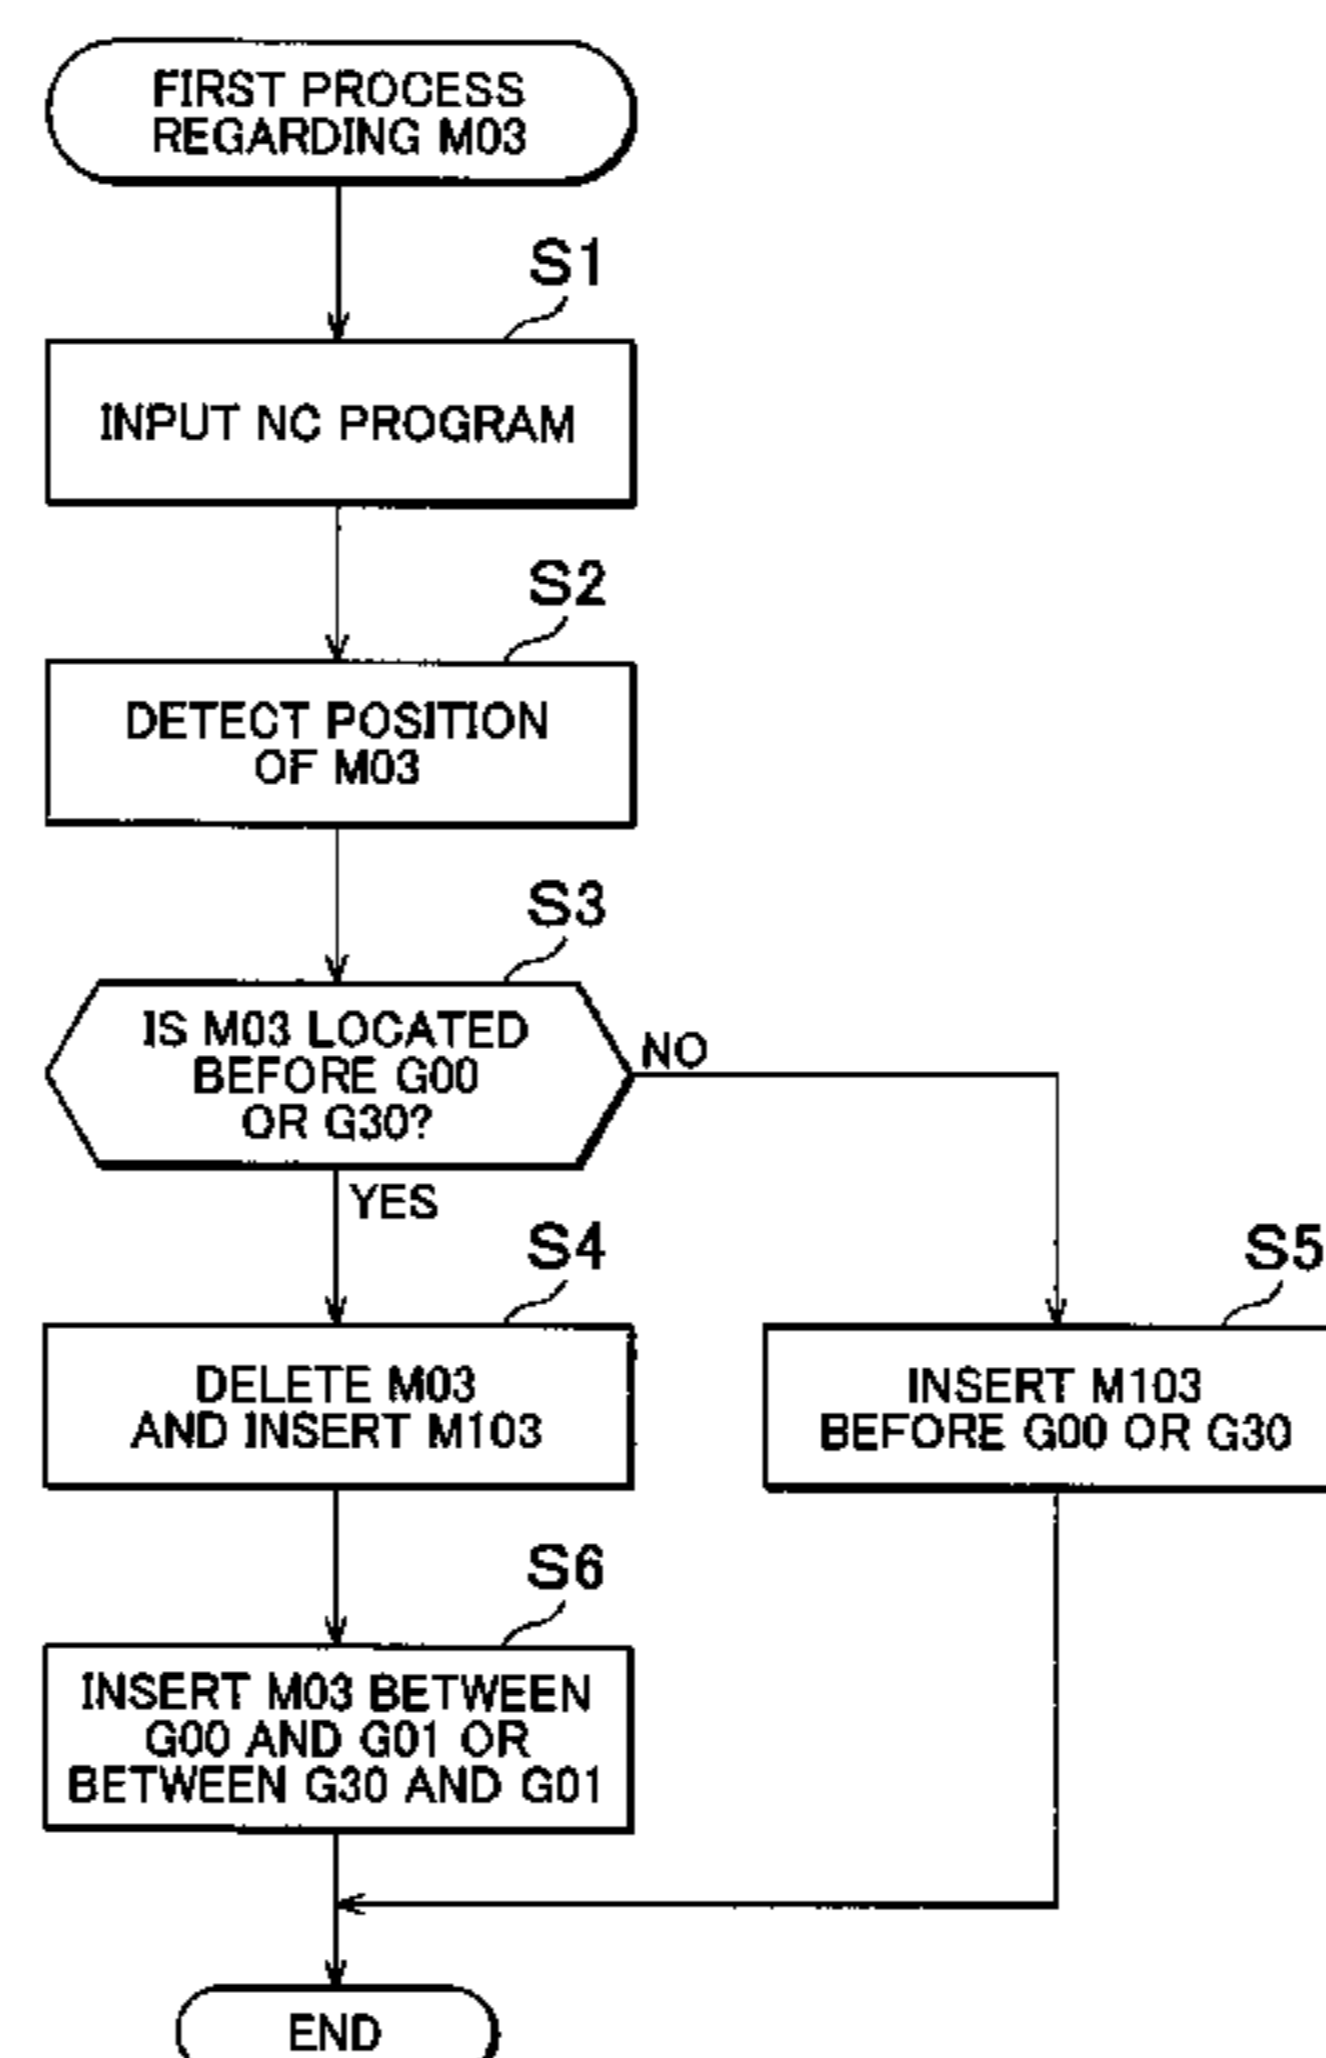 FIRST PROCESS
REGARDING M03
S1
INPUT NC PROGRAM
S2
DETECT POSITION
OF M03
S3
IS M03 LOCATED
BEFORE G00
OR G30?
NO
YES
S4
DELETE M03
AND INSERT M103
S5
INSERT M103
BEFORE G00 OR G30
S6
INSERT M03 BETWEEN
G00 AND G01 OR
BETWEEN G30 AND G01
END